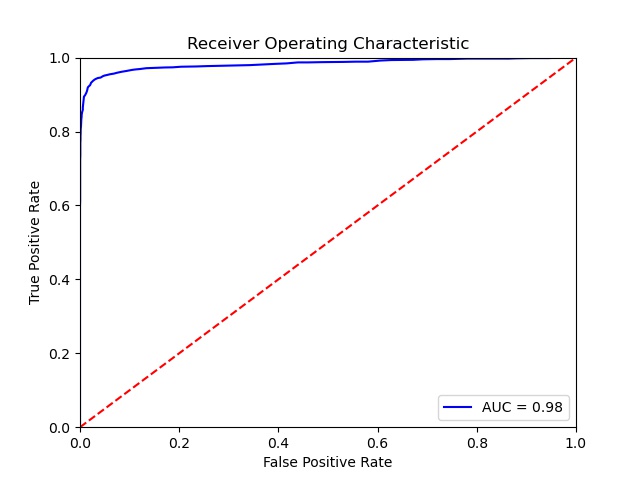 Receiver Operating Characteristic
True Positive Rate
1.0
0.8
0.6
0.4
0.2
0.0
AUC = 0.98
0.0 0.2 0.4 0.6 0.8 1.0
False Positive Rate